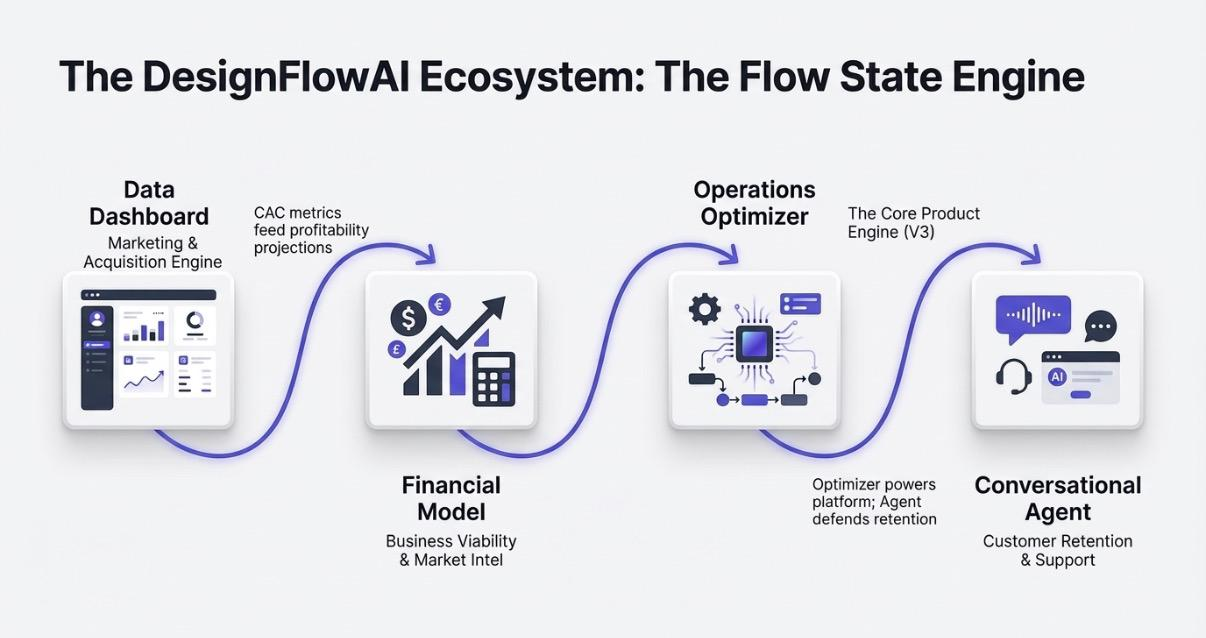 The DesignFlowAI Ecosystem: The Flow State Engine
Data
Dashboard
Marketing &
Acquisition Engine
CAC metrics
feed profitability
projections
$
€
£
Financial
Model
Business Viability
& Market Intel
Operations
Optimizer
The Core Product
Engine (V3)
Optimizer powers
platform; Agent
defends retention
AI
Conversational
Agent
Customer Retention
& Support